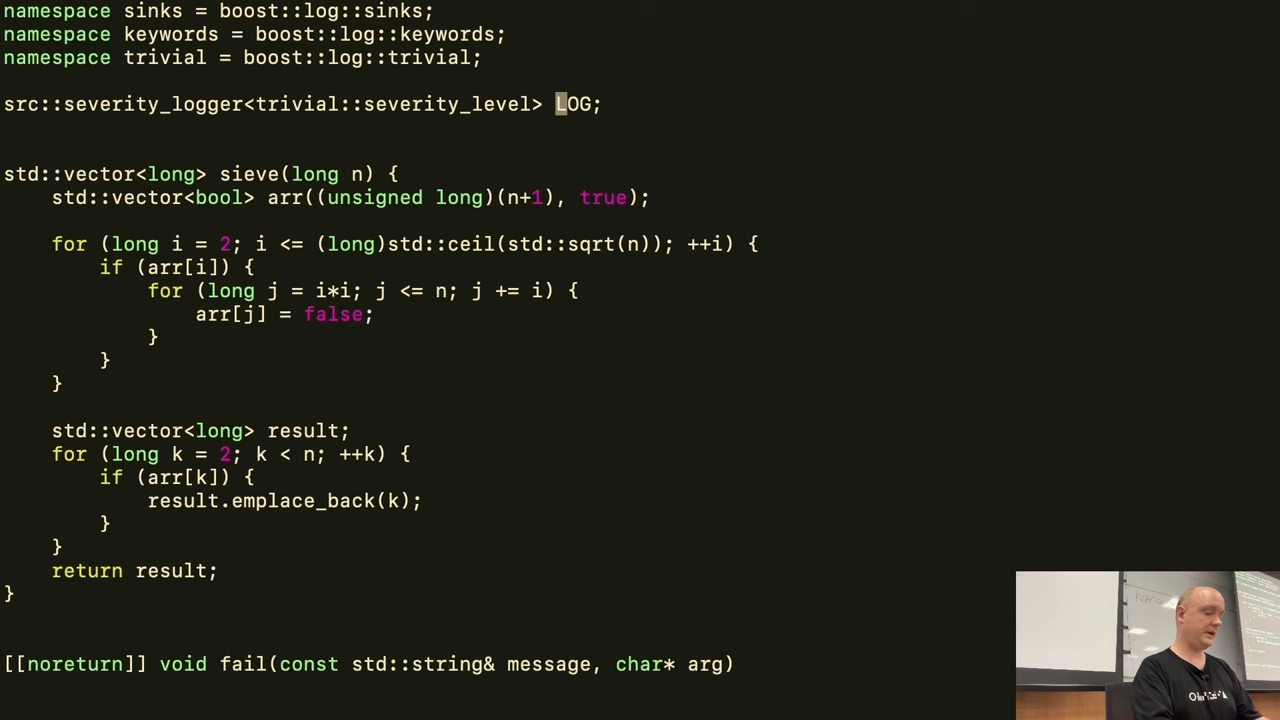 namespace sinks = boost::log::sinks;
namespace keywords = boost::log::keywords;
namespace trivial = boost::log::trivial;
src::severity_logger<trivial::severity_level> LOG;
std::vector<long> sieve(long n) {
    std::vector<bool> arr((unsigned long)(n+1), true);
    for (long i = 2; i <= (long)std::ceil(std::sqrt(n)); ++i) {
        if (arr[i]) {
            for (long j = i*i; j <= n; j += i) {
                arr[j] = false;
            }
        }
    }
    std::vector<long> result;
    for (long k = 2; k < n; ++k) {
        if (arr[k]) {
            result.emplace_back(k);
        }
    }
    return result;
}
[[noreturn]] void fail(const std::string& message, char* arg)